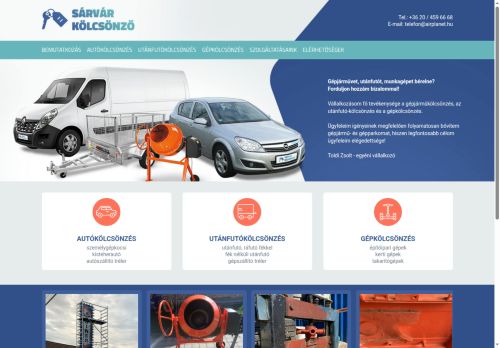 SÁRVÁR
KÖLCSÖNZŐ
Tel.: +36 20 / 459 66 68
E-mail: telefon@airplanet.hu
BEMUTATKOZÁS AUTÓKÖLCSÖNZÉS UTÁNFUTÓKÖLCSÖNZÉS GÉPKÖLCSÖNZÉS SZOLGÁLTATÁSAINK ELÉRHETŐSÉGEK
Gépjárművet, utánfutót, munkagépet bérelne?
Forduljon hozzám bizalommal!
Vállalkozásom fő tevékenysége a gépjárműkölcsönzés, az
utánfutó-kölcsönzés és a gépkölcsönzés.
Ügyfeleim igényeinek megfelelően folyamatosan bővítem
gépjármű- és gépparkomat, hiszen legfontosabb célom
ügyfeleim elégedettsége!
Toldi Zsolt - egyéni vállalkozó
AUTÓKÖLCSÖNZÉS
személygépkocsi
kisteherautó
autószállító tréler
UTÁNFUTÓKÖLCSÖNZÉS
utánfutó, ráfutó fékkel
fék nélküli utánfutó
gépszállító tréler
GÉPKÖLCSÖNZÉS
építőipari gépek
kerti gépek
takarítógépek